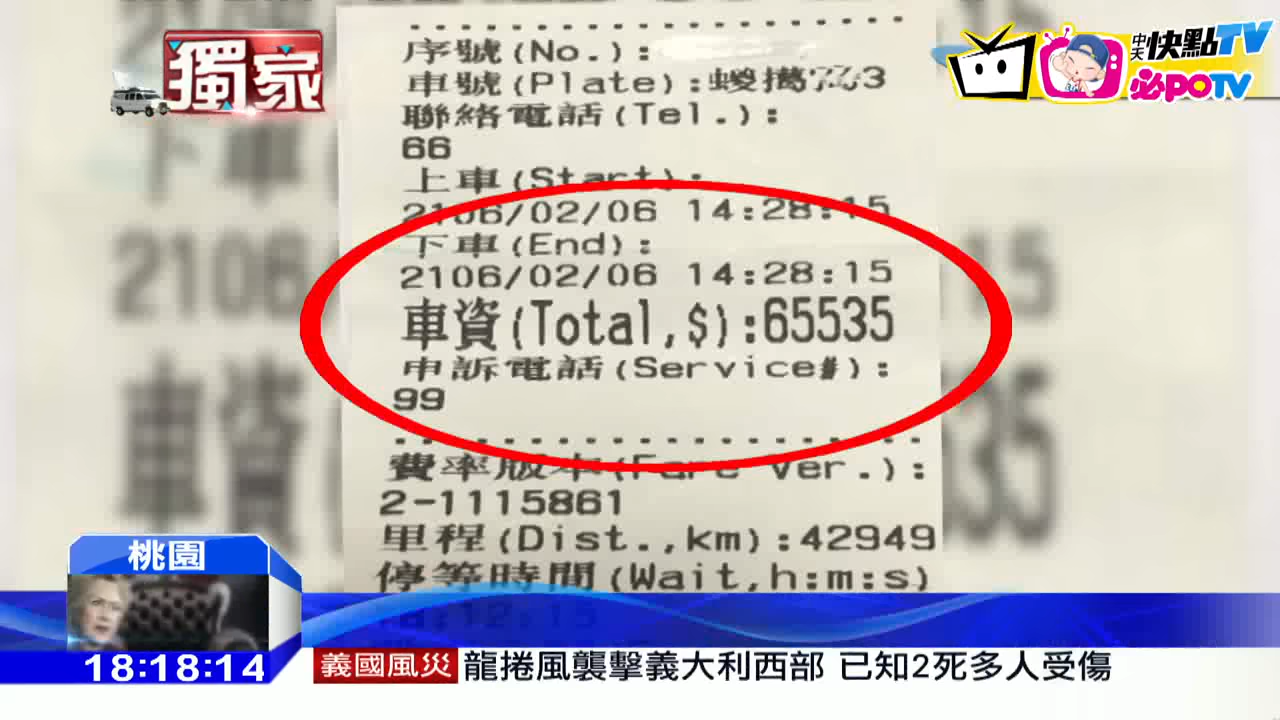 獨家
中天快點TV
必POTV
序號(No.):
車號(Plate):
聯絡電話(Tel.):
66
上車(Start):
2106/02/06 14:28:15
下車(End):
2106/02/06 14:28:15
車資(Total,$):65535
申訴電話(Service#):
99
費率版本(Fare Ver.):
2-1115861
里程(Dist.,km):42949
停等時間(Wait,h:m:s)
桃園
18:18:14
義國風災 龍捲風襲擊義大利西部 已知2死多人受傷